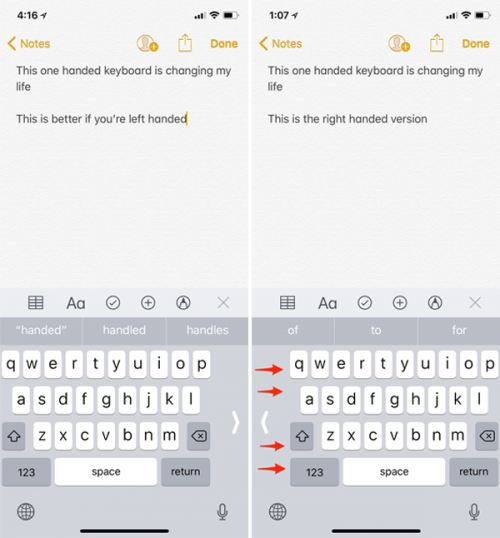 4:16
Notes
Done
This one handed keyboard is changing my
life
This is better if you're left handed
Aa
"handed" handled handles
q w e r t y u i o p
a s d f g h j k l
z x c v b n m
123 space return
1:07
Notes
Done
This one handed keyboard is changing my
life
This is the right handed version
Aa
of to for
q w e r t y u i o p
a s d f g h j k l
z x c v b n m
123 space return